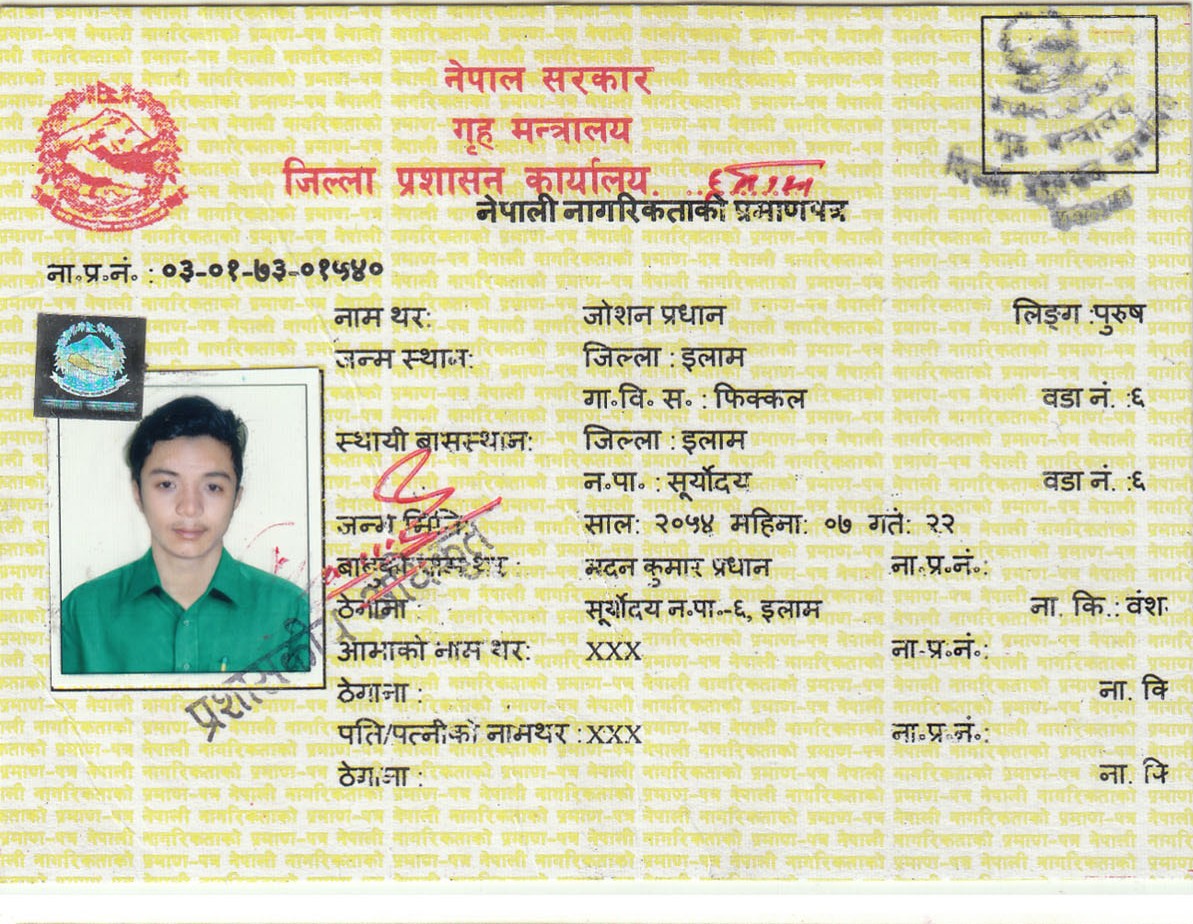 नेपाल सरकार
गृह मन्त्रालय
जिल्ला प्रशासन कार्यालय
नेपाली नागरिकताको प्रमाणपत्र
ना॰प्र॰नं॰ : ०३-०१-७३-०१५४०
नाम थर: जोशन प्रधान लिङ्ग :पुरुष
जन्म स्थान: जिल्ला : इलाम
गा॰वि॰ स॰ : फिक्कल वडा नं. :६
स्थायी बासस्थान: जिल्ला : इलाम
न॰पा॰ : सूर्योदय वडा नं. :६
जन्म मिति साल: २०५४ महिना: ०७ गते: २२
बाबुको नाम थर : मदन कुमार प्रधान ना॰प्र॰नं॰:
ठेगाना : सूर्योदय न॰पा॰-६, इलाम ना. कि.: वंश
आमाको नाम थर: XXX ना॰प्र॰नं॰:
ठेगाना : ना. कि
पति/पत्नीको नामथर : XXX ना॰प्र॰नं॰:
ठेगाना : ना. कि